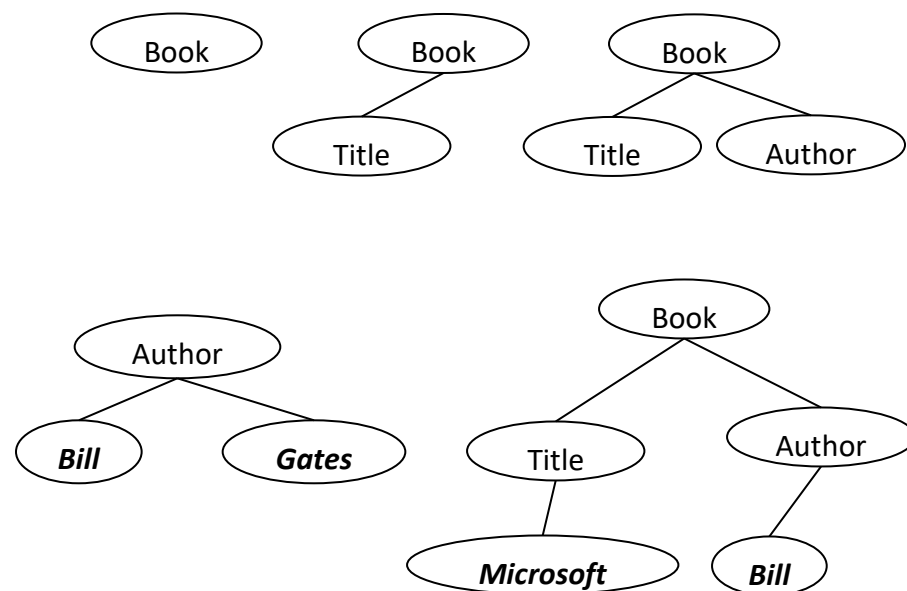 Book Book Book
Title Title Author
Book
Author
Bill Gates Title Author
Microsoft Bill